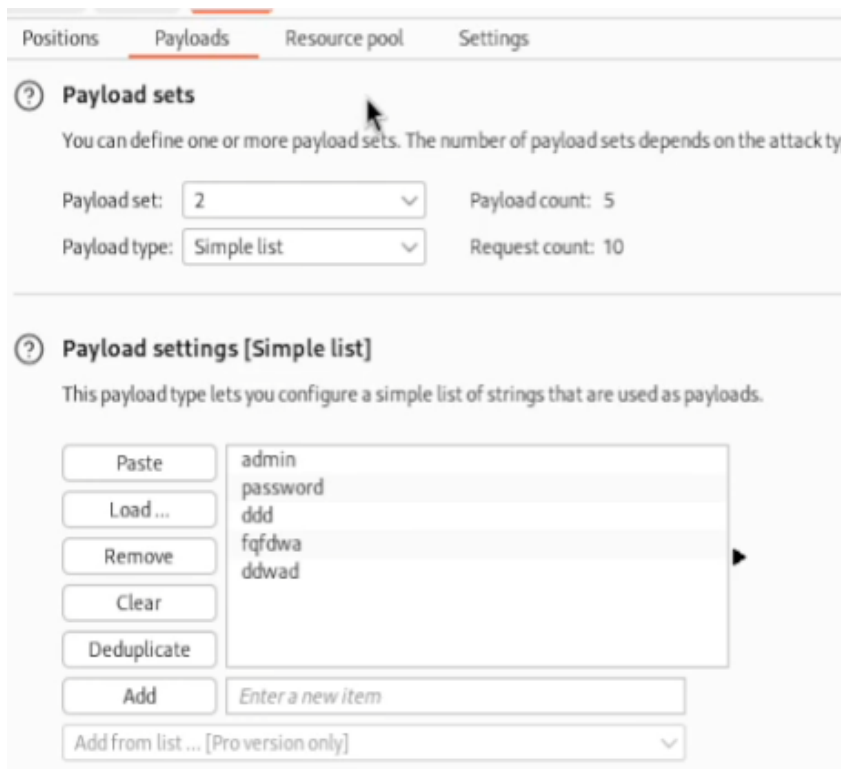 Positions Payloads Resource pool Settings
Payload sets
You can define one or more payload sets. The number of payload sets depends on the attack ty
Payload set: 2 Payload count: 5
Payload type: Simple list Request count: 10
Payload settings [Simple list]
This payload type lets you configure a simple list of strings that are used as payloads.
Paste
Load ...
Remove
Clear
Deduplicate
admin
password
ddd
fqfdwa
ddwad
Add Enter a new item
Add from list ... [Pro version only]